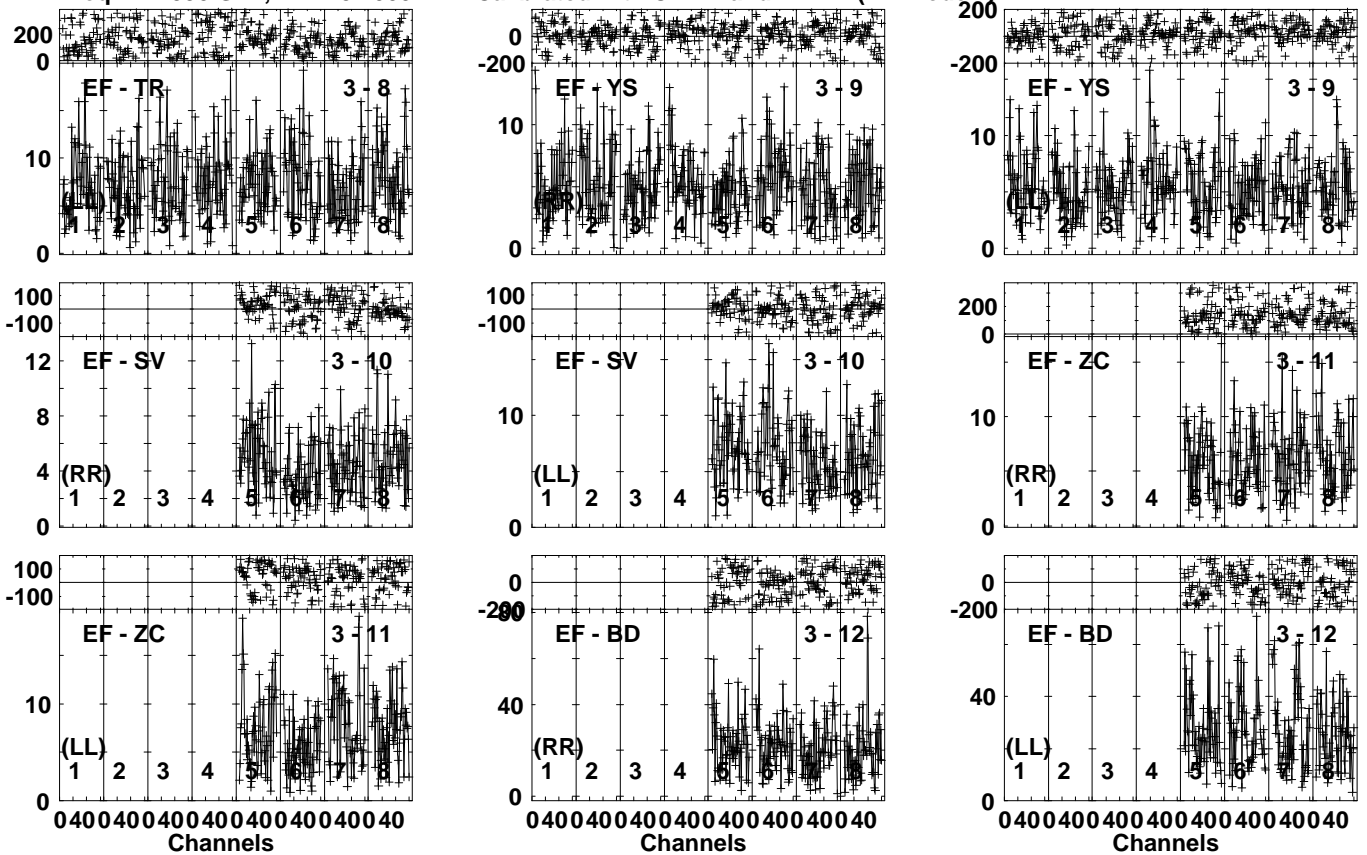 200 0 200
200
0 -200 -200
EF - TR 3 - 8 EF - YS 3 - 9 EF - YS 3 - 9
10 10 10
(LL) (RR) (LL)
1 2 3 4 5 6 7 8 1 2 3 4 5 6 7 8 1 2 3 4 5 6 7 8
0 0 0
100 100 200
-100 -100 0
EF - SV 3 - 10 EF - SV 3 - 10 EF - ZC 3 - 11
12
8 10 10
4
(RR) (LL) (RR)
1 2 3 4 5 6 7 8 1 2 3 4 5 6 7 8 1 2 3 4 5 6 7 8
0 0 0
100 0 0
-100 -200 -200
80
EF - ZC 3 - 11 EF - BD 3 - 12 EF - BD 3 - 12
10 40 40
(LL) (RR) (LL)
1 2 3 4 5 6 7 8 1 2 3 4 5 6 7 8 1 2 3 4 5 6 7 8
0 0 0
0 40 0 40 0 40 0 40 0 40 0 40 0 40 0 40 0 40 0 40 0 40 0 40 0 40 0 40 0 40 0 40 0 40 0 40 0 40 0 40 0 40 0 40 0 40 0 40
Channels Channels Channels